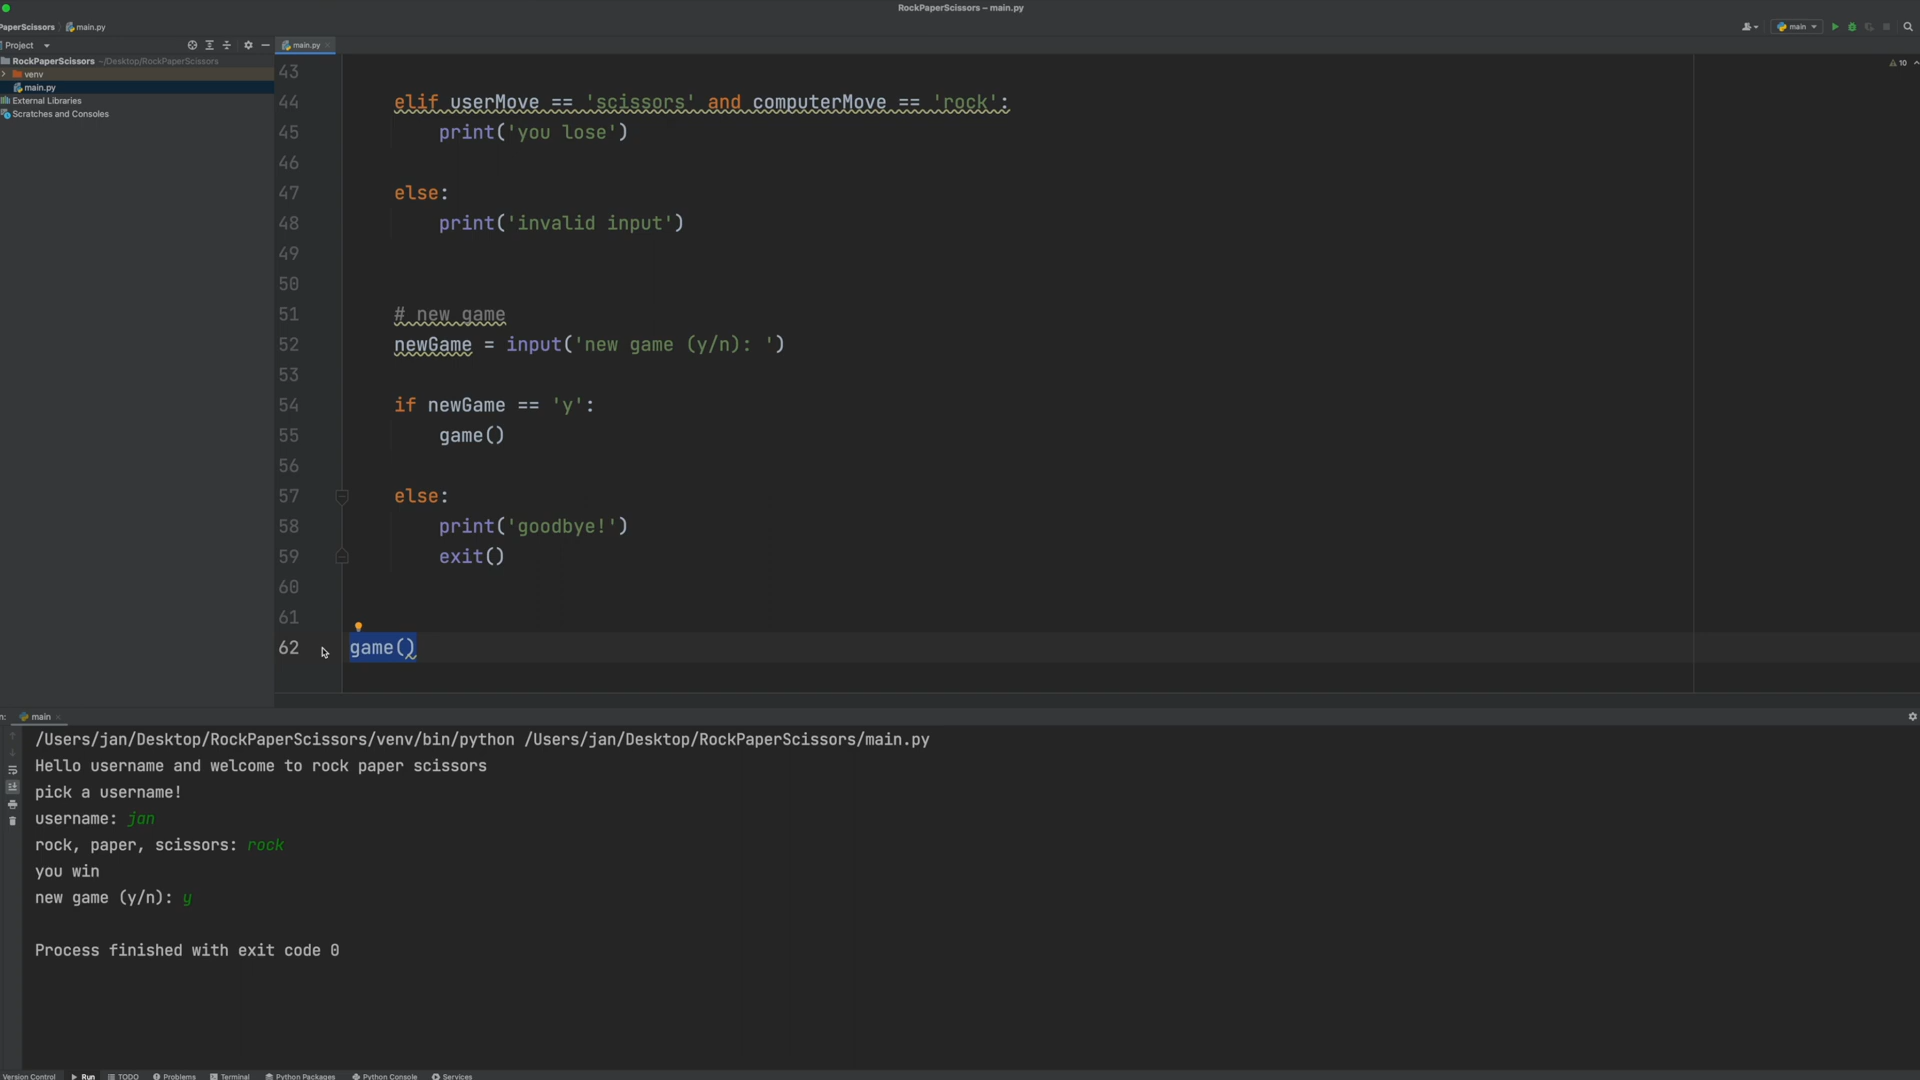 RockPaperScissors – main.py
PaperScissors
main.py
main
Project
main.py
RockPaperScissors ~/Desktop/RockPaperScissors
venv
main.py
External Libraries
Scratches and Consoles
10
43
44 elif userMove == 'scissors' and computerMove == 'rock':
45 print('you lose')
46
47 else:
48 print('invalid input')
49
50
51 # new game
52 newGame = input('new game (y/n): ')
53
54 if newGame == 'y':
55 game()
56
57 else:
58 print('goodbye!')
59 exit()
60
61
62 game()
n: main
/Users/jan/Desktop/RockPaperScissors/venv/bin/python /Users/jan/Desktop/RockPaperScissors/main.py
Hello username and welcome to rock paper scissors
pick a username!
username: jan
rock, paper, scissors: rock
you win
new game (y/n): y
Process finished with exit code 0
Version Control Run TODO Problems Terminal Python Packages Python Console Services